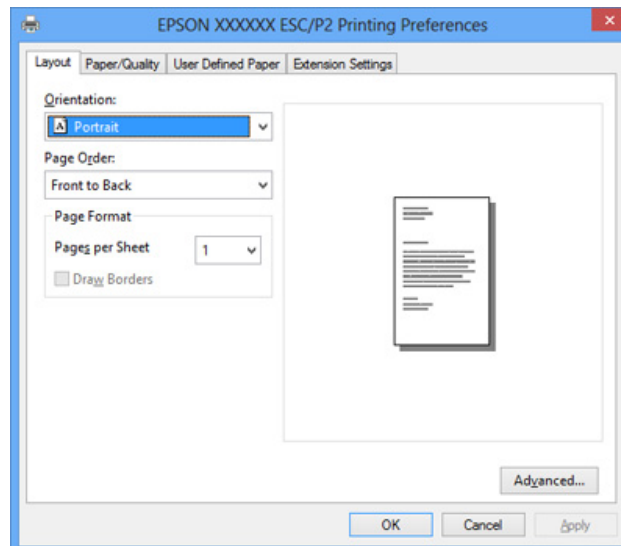 EPSON XXXXXX ESC/P2 Printing Preferences
Layout Paper/Quality User Defined Paper Extension Settings
Orientation:
A Portrait
Page Order:
Front to Back
Page Format
Pages per Sheet 1
Draw Borders
Advanced...
OK Cancel Apply